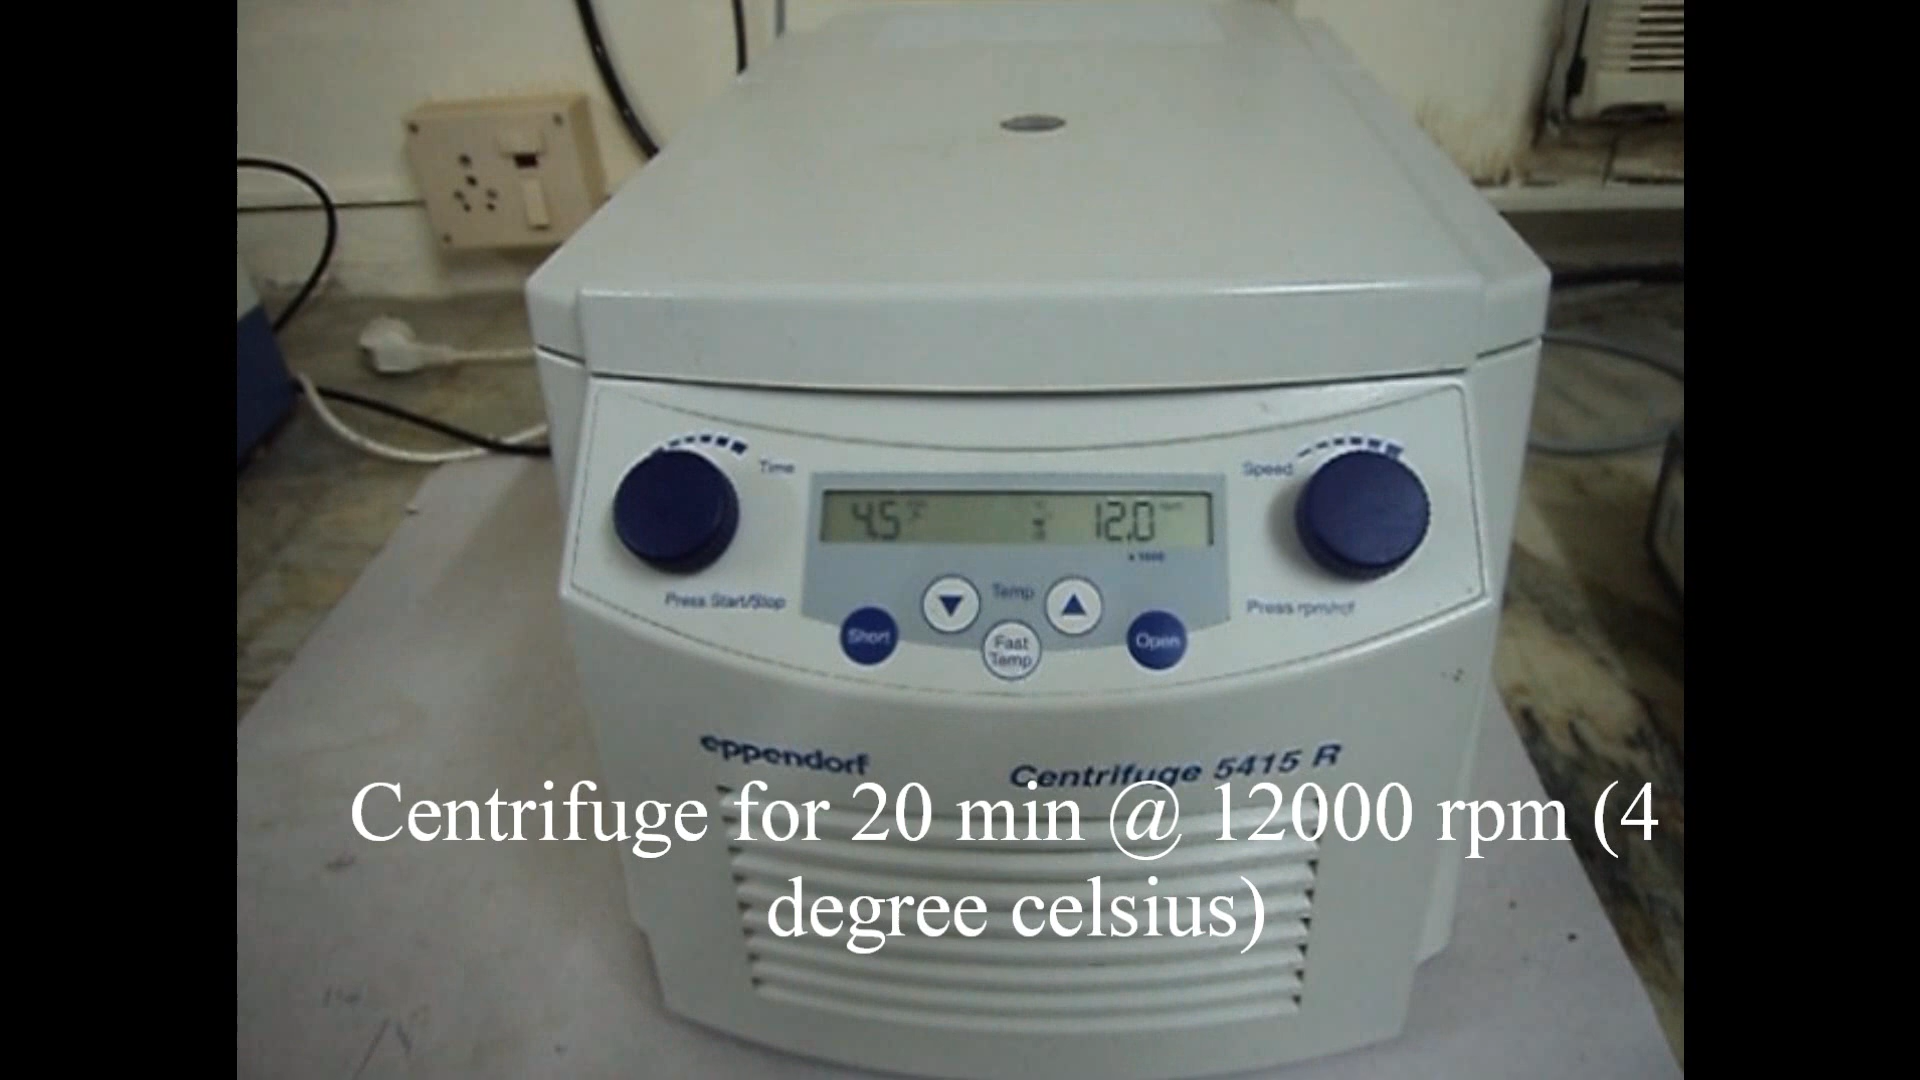 Time
Speed
4.5
12.0 rpm
x 1000
Press Start/Stop
Temp
Press rpm/rcf
Short
Fast
Temp
Open
eppendorf
Centrifuge 5415 R
Centrifuge for 20 min @ 12000 rpm (4
degree celsius)